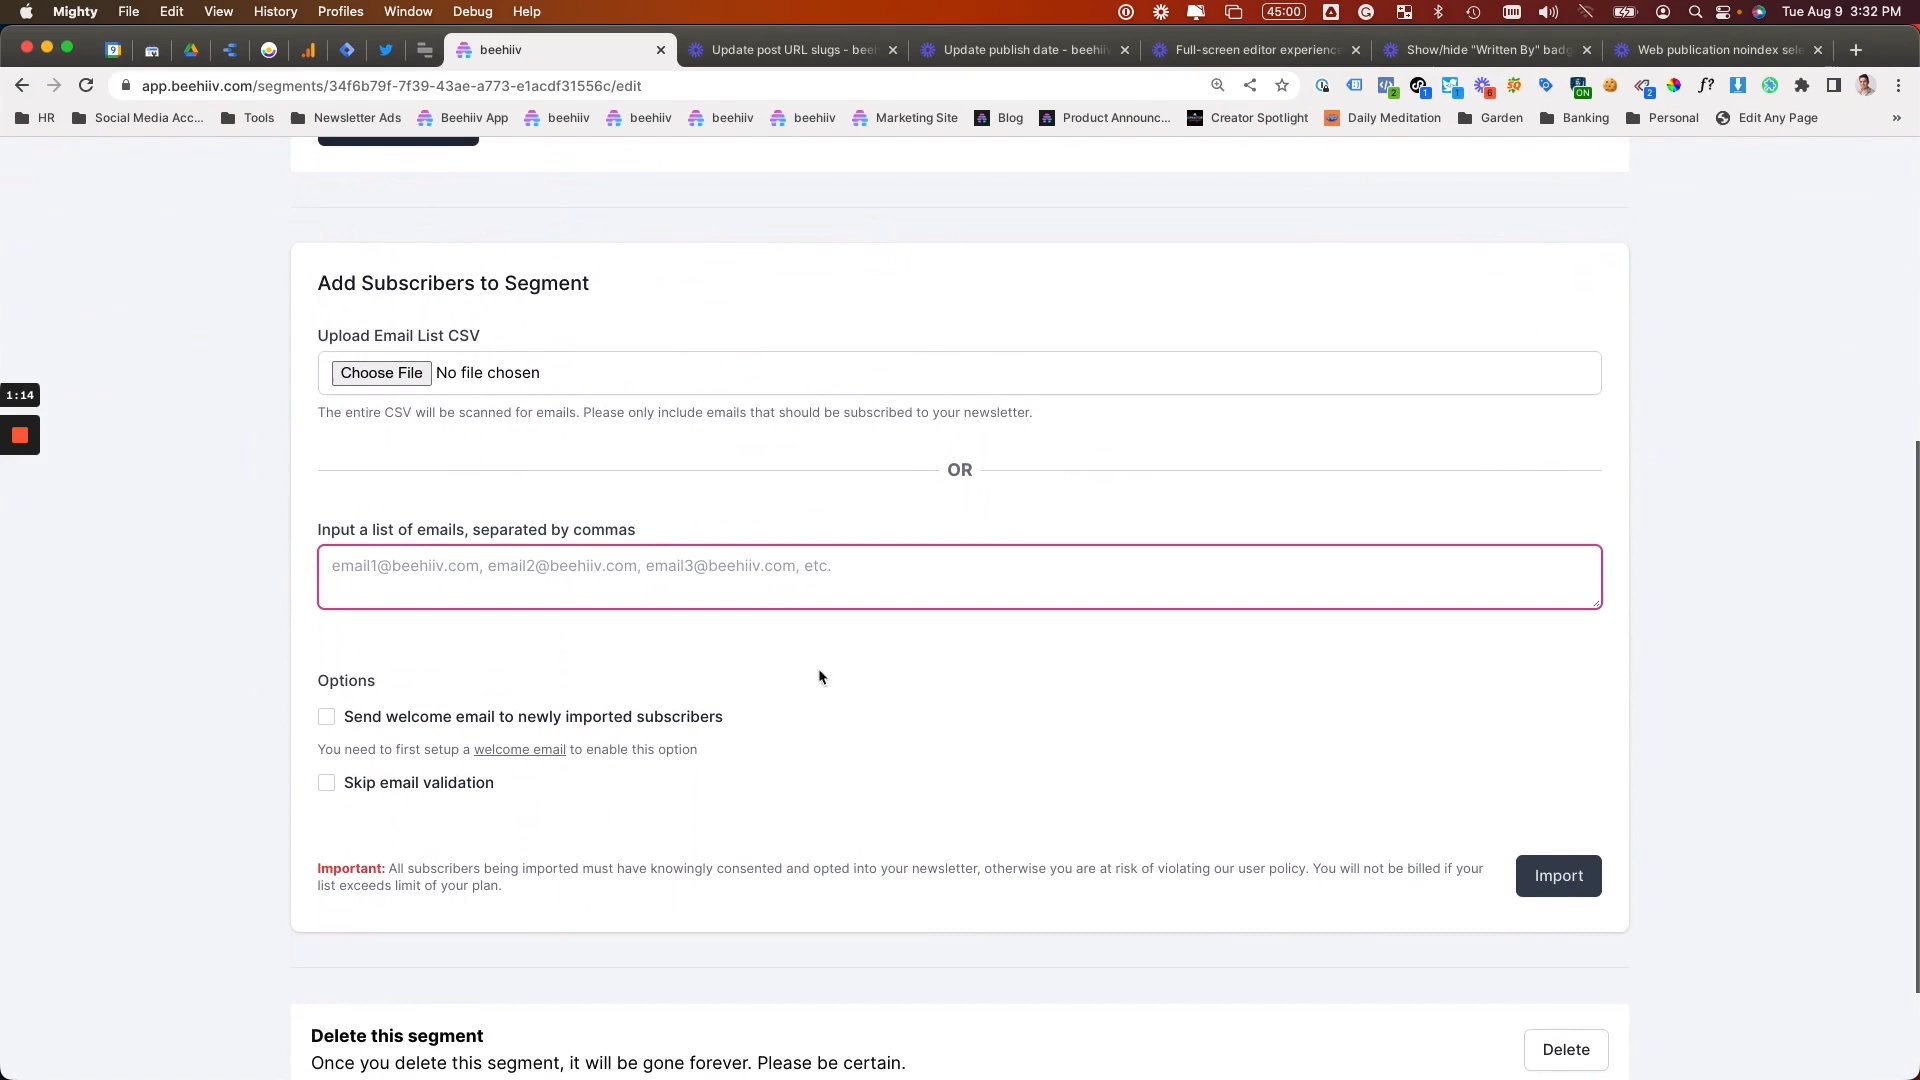 Mighty File Edit View History Profiles Window Debug Help 45:00 Tue Aug 9 3:32 PM
beehiiv Update post URL slugs - beeh Update publish date - beehiiv Full-screen editor experience Show/hide "Written By" badg Web publication noindex sele
app.beehiiv.com/segments/34f6b79f-7f39-43ae-a773-e1acdf31556c/edit
HR Social Media Acc... Tools Newsletter Ads Beehiiv App beehiiv beehiiv beehiiv beehiiv Marketing Site Blog Product Announc... Creator Spotlight Daily Meditation Garden Banking Personal Edit Any Page »
Add Subscribers to Segment
Upload Email List CSV
Choose File No file chosen
1:14
The entire CSV will be scanned for emails. Please only include emails that should be subscribed to your newsletter.
OR
Input a list of emails, separated by commas
email1@beehiiv.com, email2@beehiiv.com, email3@beehiiv.com, etc.
Options
Send welcome email to newly imported subscribers
You need to first setup a welcome email to enable this option
Skip email validation
Important: All subscribers being imported must have knowingly consented and opted into your newsletter, otherwise you are at risk of violating our user policy. You will not be billed if your
list exceeds limit of your plan.
Import
Delete this segment
Once you delete this segment, it will be gone forever. Please be certain.
Delete